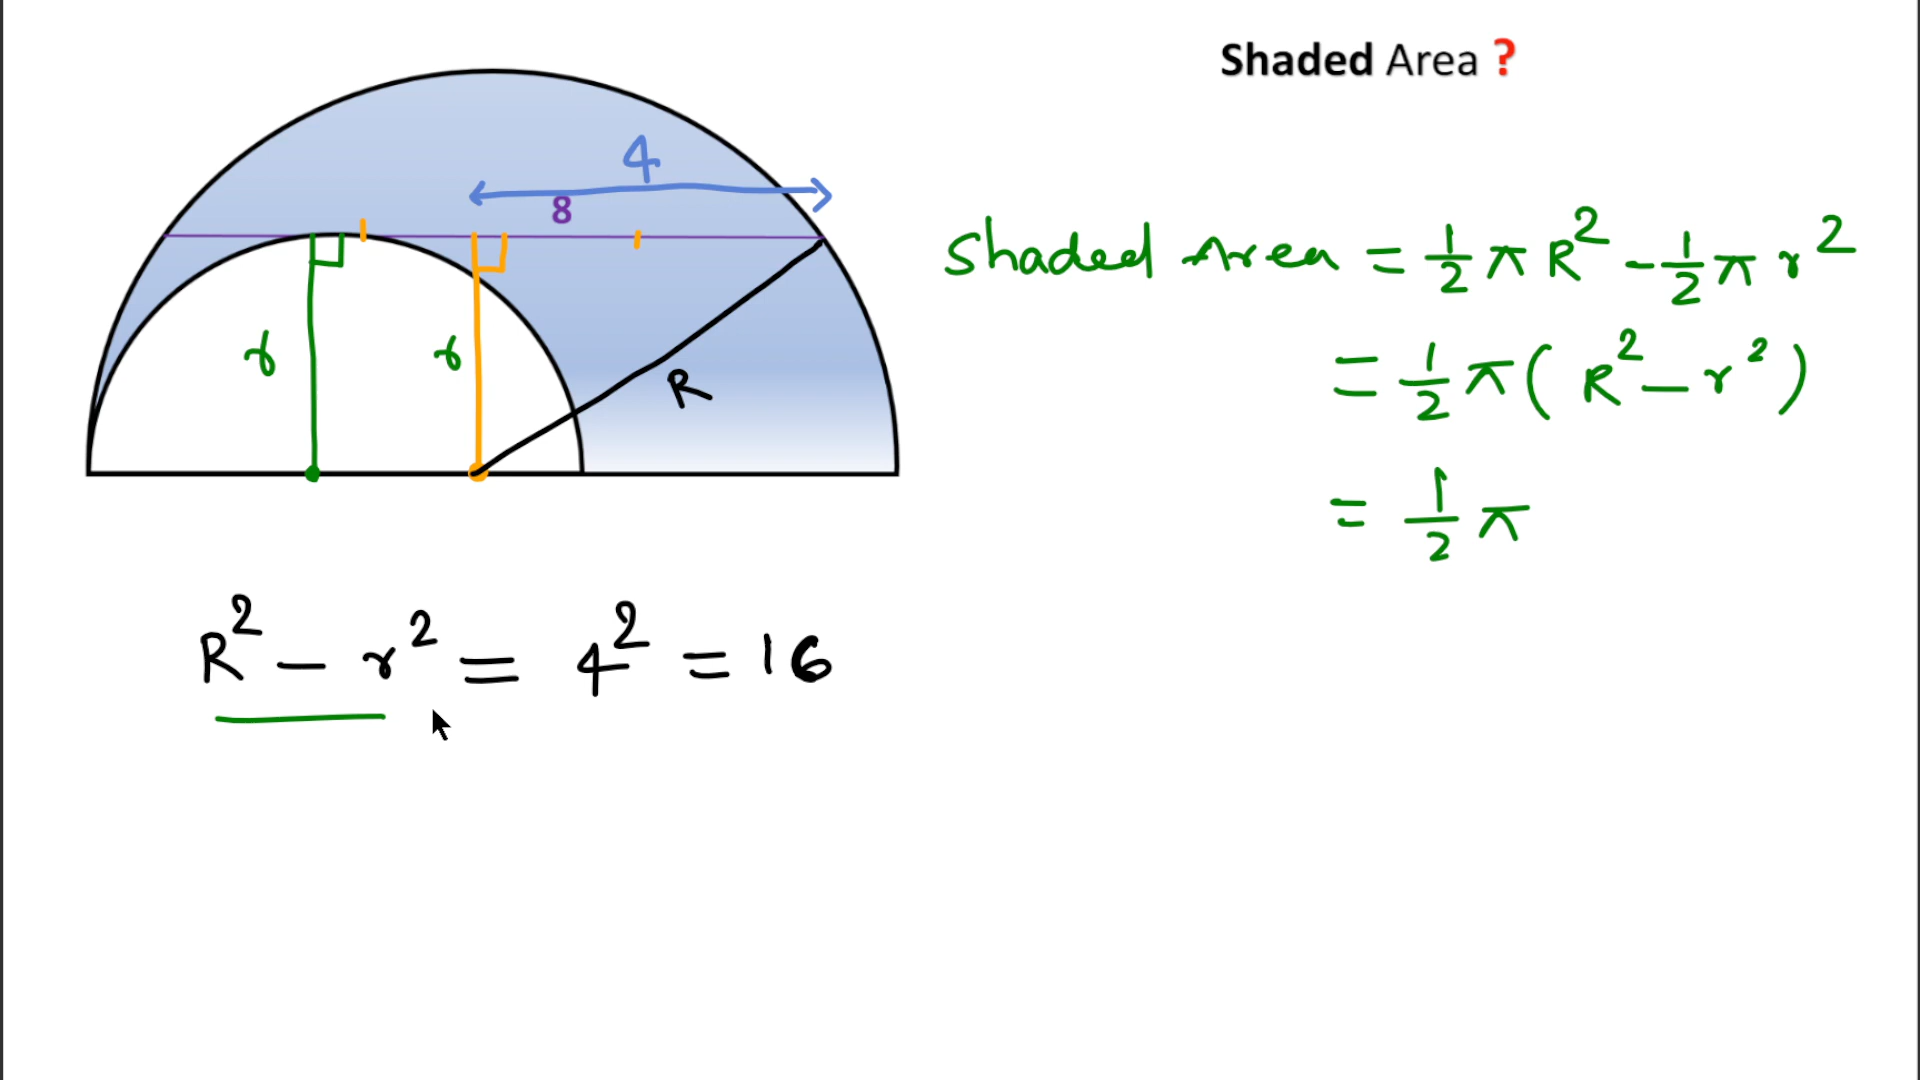 Shaded Area ?
4
8
r
r
R
Shaded Area = 1/2 π R² - 1/2 π r²
= 1/2 π ( R² - r² )
= 1/2 π
R² - r² = 4² = 16